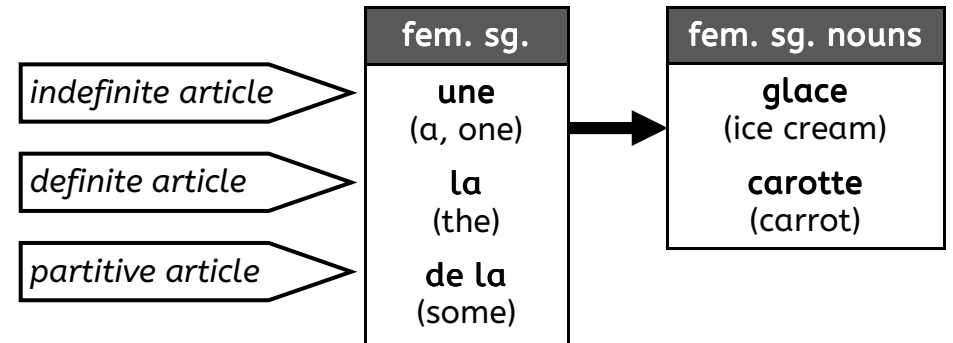 fem. sg.
fem. sg. nouns
indefinite article
une
(a, one)
glace
(ice cream)
definite article
la
(the)
carotte
(carrot)
partitive article
de la
(some)